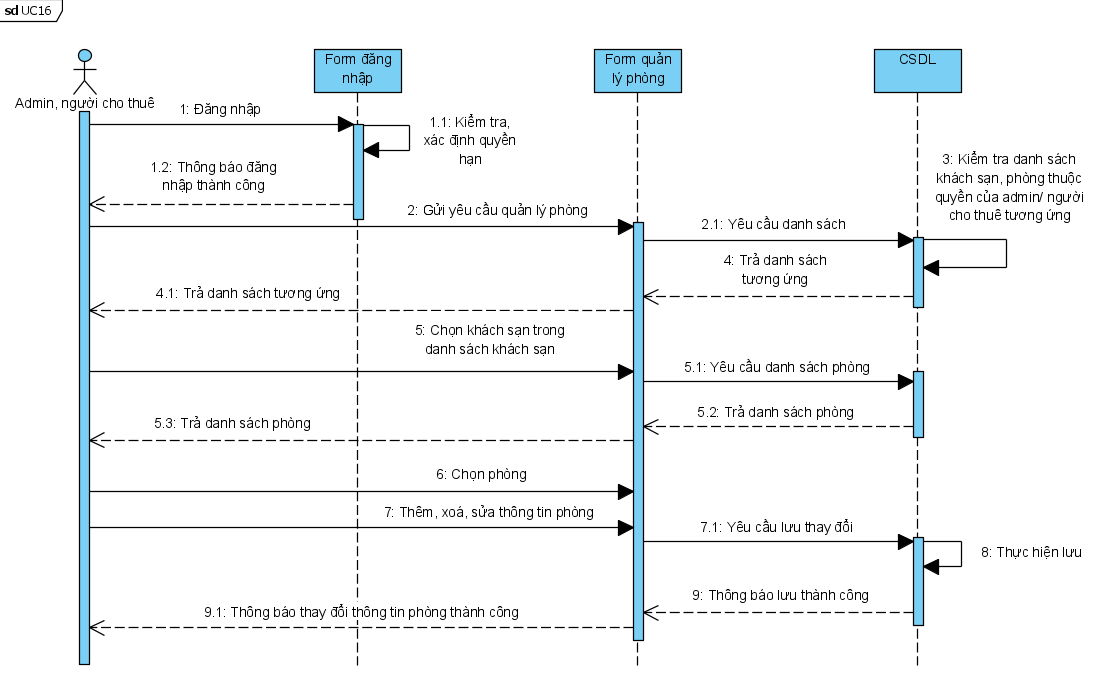 sd UC16
Form đăng
nhập
Form quản
lý phòng
CSDL
Admin, người cho thuê
1: Đăng nhập
1.1: Kiểm tra,
xác định quyền
hạn
1.2: Thông báo đăng
nhập thành công
2: Gửi yêu cầu quản lý phòng
2.1: Yêu cầu danh sách
3: Kiểm tra danh sách
khách sạn, phòng thuộc
quyền của admin/ người
cho thuê tương ứng
4: Trả danh sách
tương ứng
4.1: Trả danh sách tương ứng
5: Chọn khách sạn trong
danh sách khách sạn
5.1: Yêu cầu danh sách phòng
5.2: Trả danh sách phòng
5.3: Trả danh sách phòng
6: Chọn phòng
7: Thêm, xoá, sửa thông tin phòng
7.1: Yêu cầu lưu thay đổi
8: Thực hiện lưu
9: Thông báo lưu thành công
9.1: Thông báo thay đổi thông tin phòng thành công